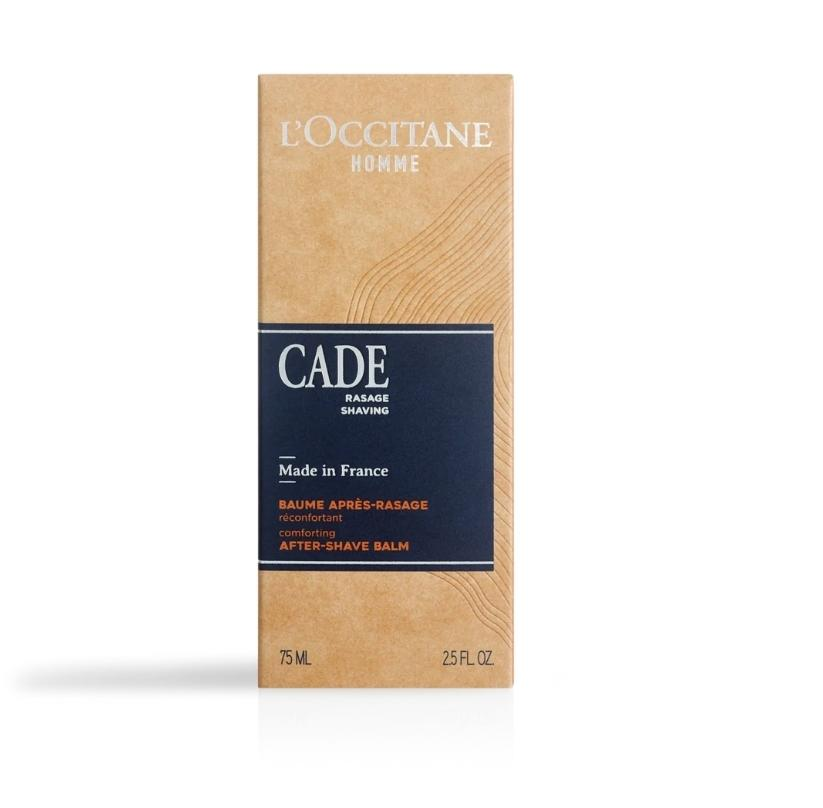 L'OCCITANE
HOMME
CADE
RASAGE
SHAVING
Made in France
BAUME APRÈS-RASAGE
réconfortant
comforting
AFTER-SHAVE BALM
75 ML
2.5 FL. OZ.